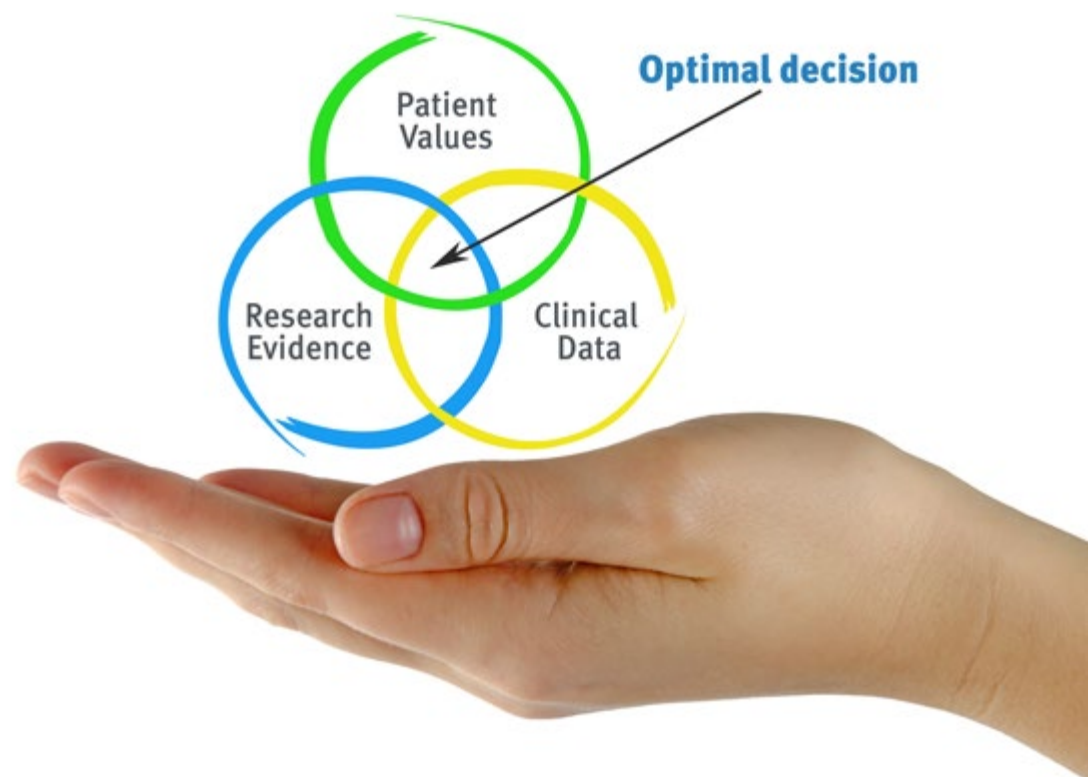 Optimal decision
Patient
Values
Research
Evidence
Clinical
Data